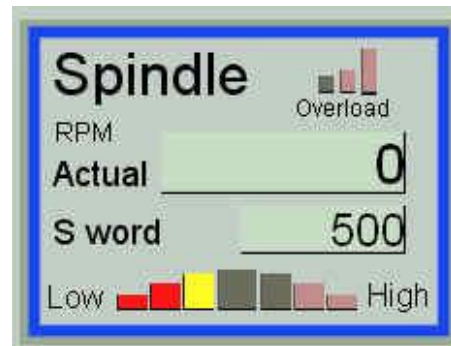 Spindle
Overload
RPM
Actual 0
S word 500
Low High